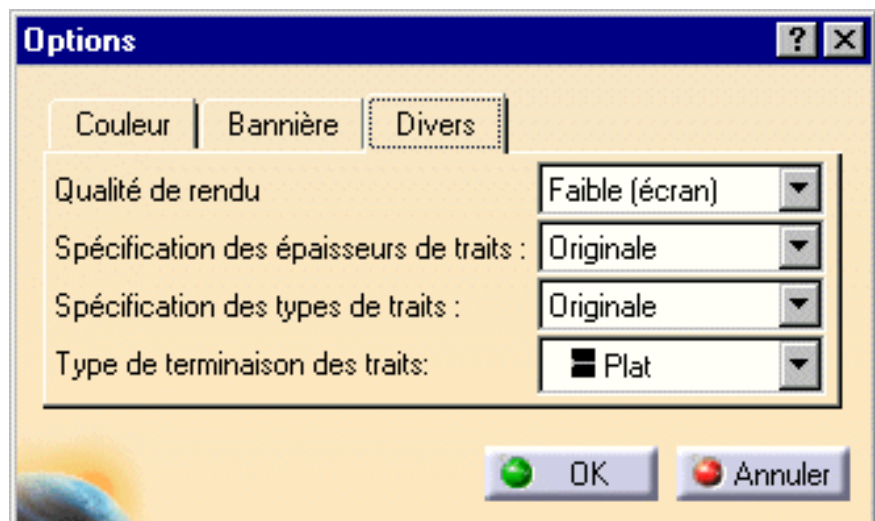 Options
Couleur Bannière Divers
Qualité de rendu Faible (écran)
Spécification des épaisseurs de traits : Originale
Spécification des types de traits : Originale
Type de terminaison des traits: Plat
OK Annuler